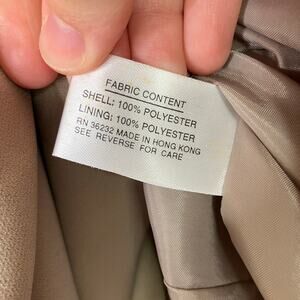 FABRIC CONTENT
SHELL: 100% POLYESTER
LINING: 100% POLYESTER
RN 36232 MADE IN HONG KONG
SEE REVERSE FOR CARE